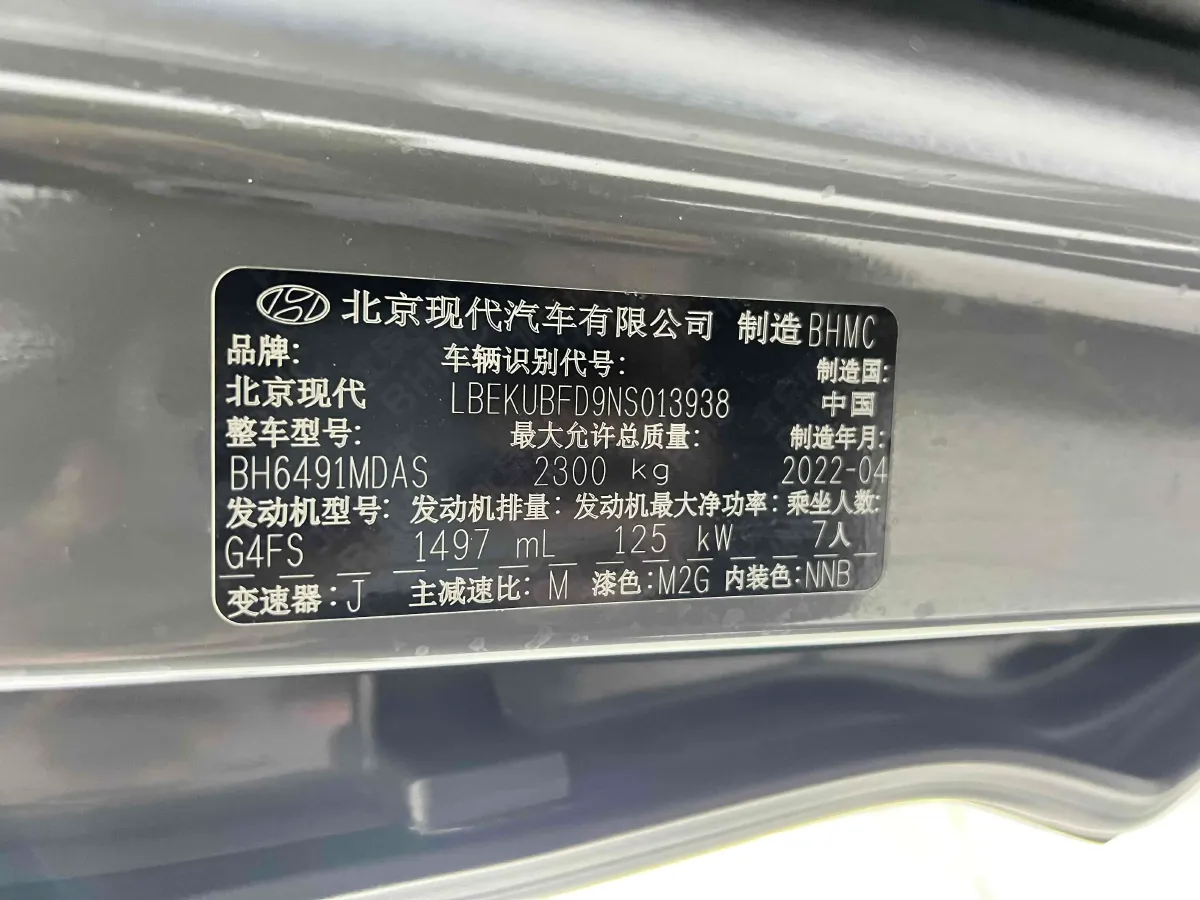 北京现代汽车有限公司 制造 BHMC
品牌: 车辆识别代号: 制造国:
北京现代 LBEKUBFD9NS013938 中国
整车型号: 最大允许总质量: 制造年月:
BH6491MDAS 2300 kg 2022-04
发动机型号: 发动机排量: 发动机最大净功率: 乘坐人数:
G4FS 1497 mL 125 kW 7人
变速器: J 主减速比: M 漆色: M2G 内装色: NNB